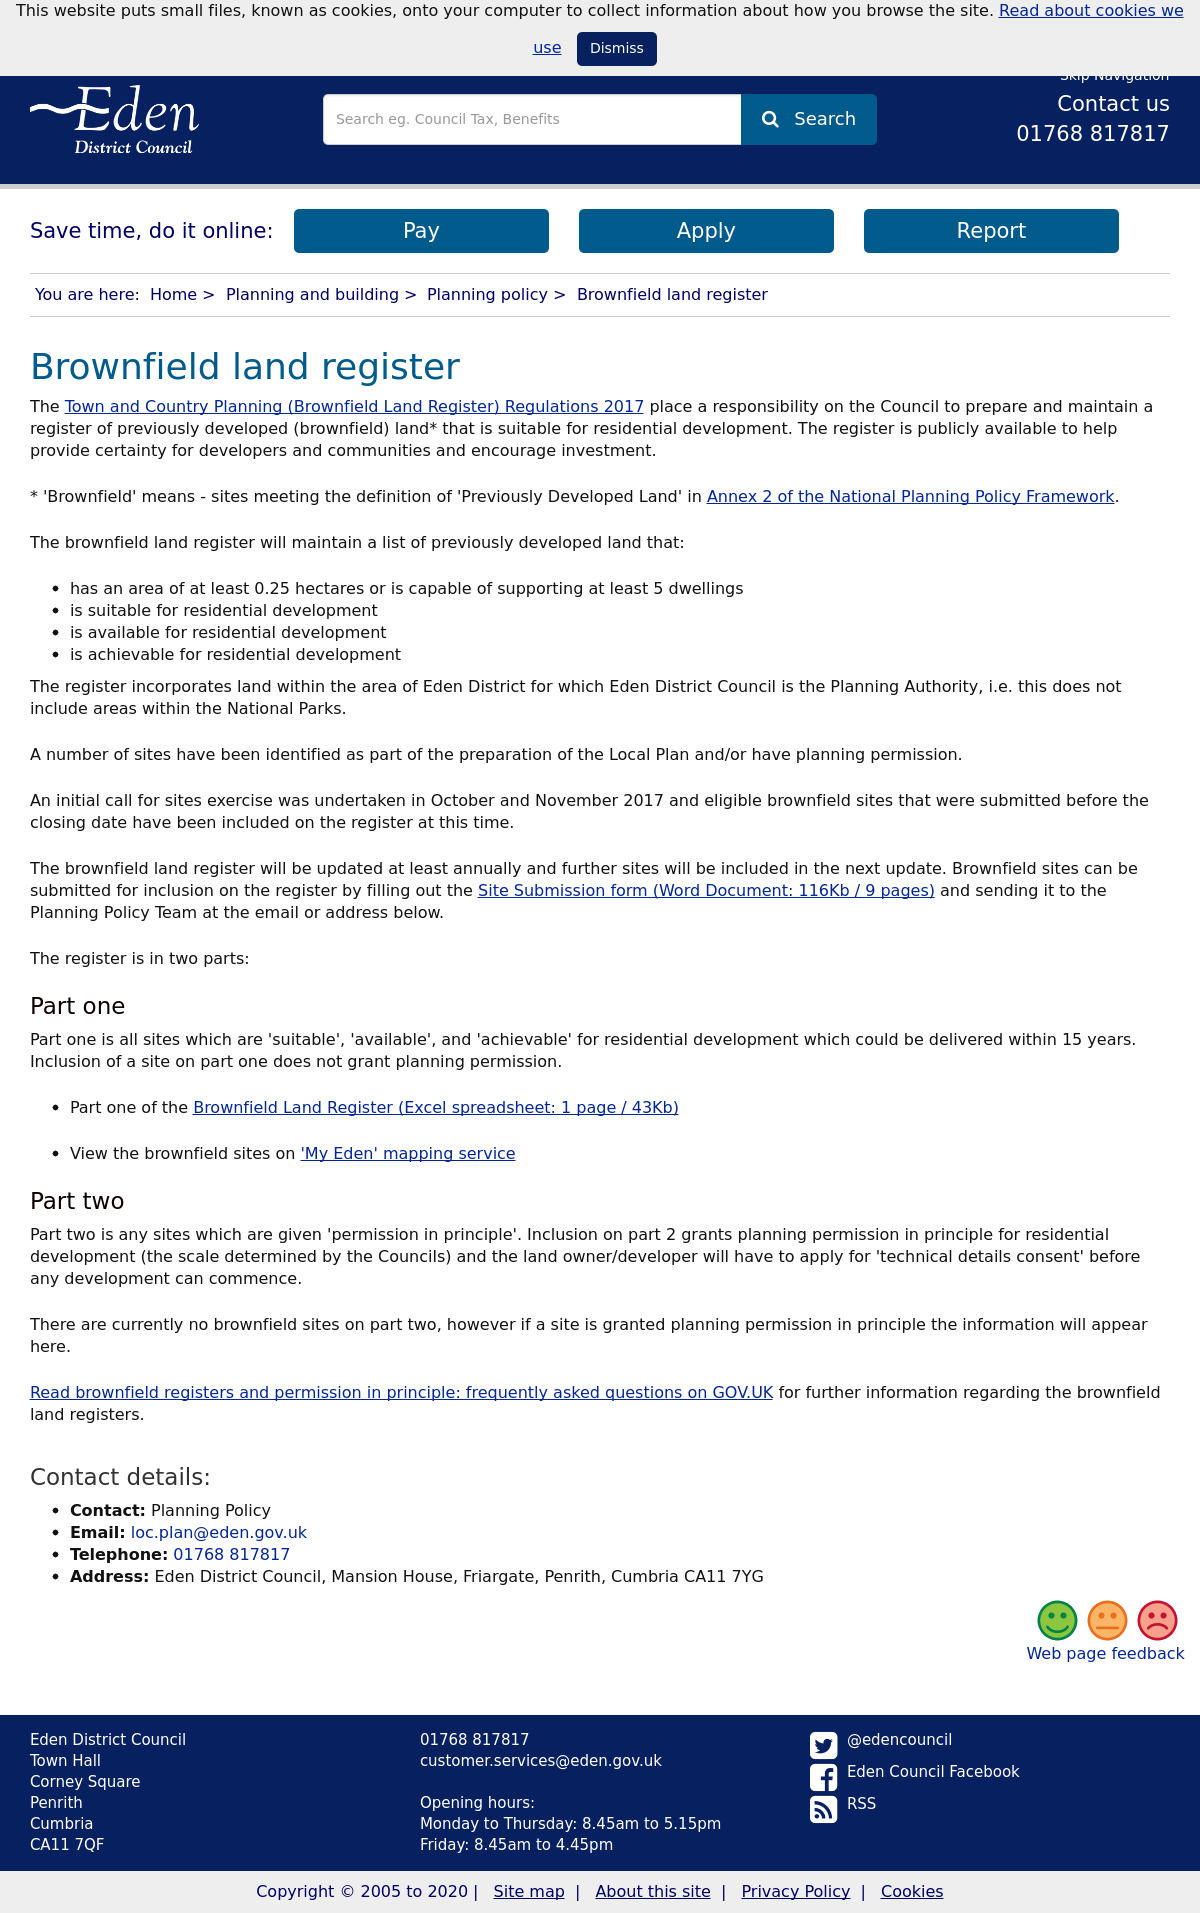 This website puts small files, known as cookies, onto your computer to collect information about how you browse the site. Read about cookies we
use Dismiss
Skip Navigation
Eden
District Council
Search eg. Council Tax, Benefits
Search
Contact us
01768 817817
Save time, do it online:
Pay
Apply
Report
You are here: Home > Planning and building > Planning policy > Brownfield land register
Brownfield land register
The Town and Country Planning (Brownfield Land Register) Regulations 2017 place a responsibility on the Council to prepare and maintain a
register of previously developed (brownfield) land* that is suitable for residential development. The register is publicly available to help
provide certainty for developers and communities and encourage investment.
* 'Brownfield' means - sites meeting the definition of 'Previously Developed Land' in Annex 2 of the National Planning Policy Framework.
The brownfield land register will maintain a list of previously developed land that:
• has an area of at least 0.25 hectares or is capable of supporting at least 5 dwellings
• is suitable for residential development
• is available for residential development
• is achievable for residential development
The register incorporates land within the area of Eden District for which Eden District Council is the Planning Authority, i.e. this does not
include areas within the National Parks.
A number of sites have been identified as part of the preparation of the Local Plan and/or have planning permission.
An initial call for sites exercise was undertaken in October and November 2017 and eligible brownfield sites that were submitted before the
closing date have been included on the register at this time.
The brownfield land register will be updated at least annually and further sites will be included in the next update. Brownfield sites can be
submitted for inclusion on the register by filling out the Site Submission form (Word Document: 116Kb / 9 pages) and sending it to the
Planning Policy Team at the email or address below.
The register is in two parts:
Part one
Part one is all sites which are 'suitable', 'available', and 'achievable' for residential development which could be delivered within 15 years.
Inclusion of a site on part one does not grant planning permission.
• Part one of the Brownfield Land Register (Excel spreadsheet: 1 page / 43Kb)
• View the brownfield sites on 'My Eden' mapping service
Part two
Part two is any sites which are given 'permission in principle'. Inclusion on part 2 grants planning permission in principle for residential
development (the scale determined by the Councils) and the land owner/developer will have to apply for 'technical details consent' before
any development can commence.
There are currently no brownfield sites on part two, however if a site is granted planning permission in principle the information will appear
here.
Read brownfield registers and permission in principle: frequently asked questions on GOV.UK for further information regarding the brownfield
land registers.
Contact details:
• Contact: Planning Policy
• Email: loc.plan@eden.gov.uk
• Telephone: 01768 817817
• Address: Eden District Council, Mansion House, Friargate, Penrith, Cumbria CA11 7YG
Web page feedback
Eden District Council
Town Hall
Corney Square
Penrith
Cumbria
CA11 7QF
01768 817817
customer.services@eden.gov.uk
Opening hours:
Monday to Thursday: 8.45am to 5.15pm
Friday: 8.45am to 4.45pm
@edencouncil
Eden Council Facebook
RSS
Copyright © 2005 to 2020 | Site map | About this site | Privacy Policy | Cookies